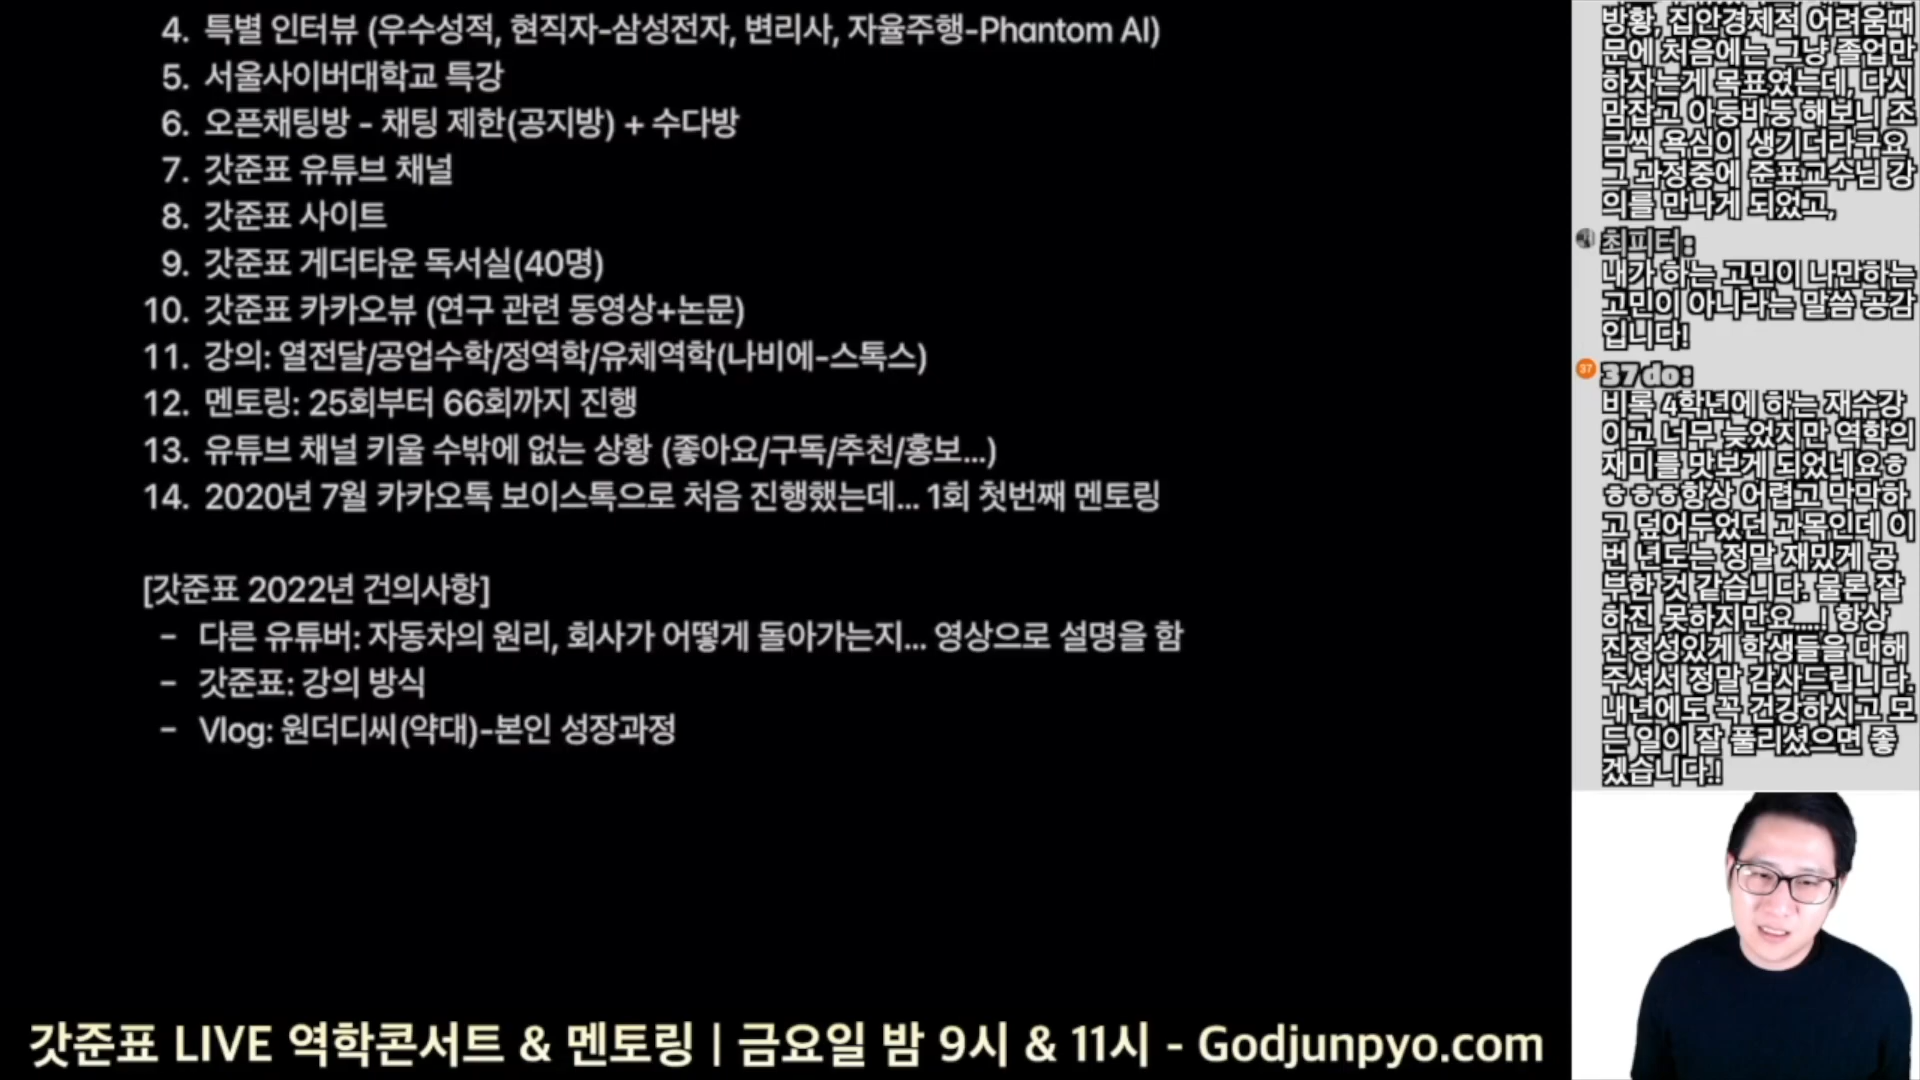 4. 특별 인터뷰 (우수성적, 현직자-삼성전자, 변리사, 자율주행-Phantom AI)
5. 서울사이버대학교 특강
6. 오픈채팅방 - 채팅 제한(공지방) + 수다방
7. 갓준표 유튜브 채널
8. 갓준표 사이트
9. 갓준표 게더타운 독서실(40명)
10. 갓준표 카카오뷰 (연구 관련 동영상+논문)
11. 강의: 열전달/공업수학/정역학/유체역학(나비에-스톡스)
12. 멘토링: 25회부터 66회까지 진행
13. 유튜브 채널 키울 수밖에 없는 상황 (좋아요/구독/추천/홍보...)
14. 2020년 7월 카카오톡 보이스톡으로 처음 진행했는데... 1회 첫번째 멘토링
[갓준표 2022년 건의사항]
- 다른 유튜버: 자동차의 원리, 회사가 어떻게 돌아가는지... 영상으로 설명을 함
- 갓준표: 강의 방식
- Vlog: 원더디씨(약대)-본인 성장과정
방황, 집안경제적 어려움때
문에 처음에는 그냥 졸업만
하자는게 목표였는데, 다시
맘잡고 아둥바둥 해보니 조
금씩 욕심이 생기더라구요
그 과정중에 준표교수님 강
의를 만나게 되었고,
최피터:
내가 하는 고민이 나만하는
고민이 아니라는 말씀 공감
입니다!
37
37 do:
비록 4학년에 하는 재수강
이고 너무 늦었지만 역학의
재미를 맛보게 되었네요ㅎ
ㅎㅎㅎ항상 어렵고 막막하
고 덮어두었던 과목인데 이
번 년도는 정말 재밌게 공
부한 것 같습니다. 물론 잘
하진 못하지만요....! 항상
진정성있게 학생들을 대해
주셔서 정말 감사드립니다.
내년에도 꼭 건강하시고 모
든 일이 잘 풀리셨으면 좋
겠습니다.!
갓준표 LIVE 역학콘서트 & 멘토링 | 금요일 밤 9시 & 11시 - Godjunpyo.com